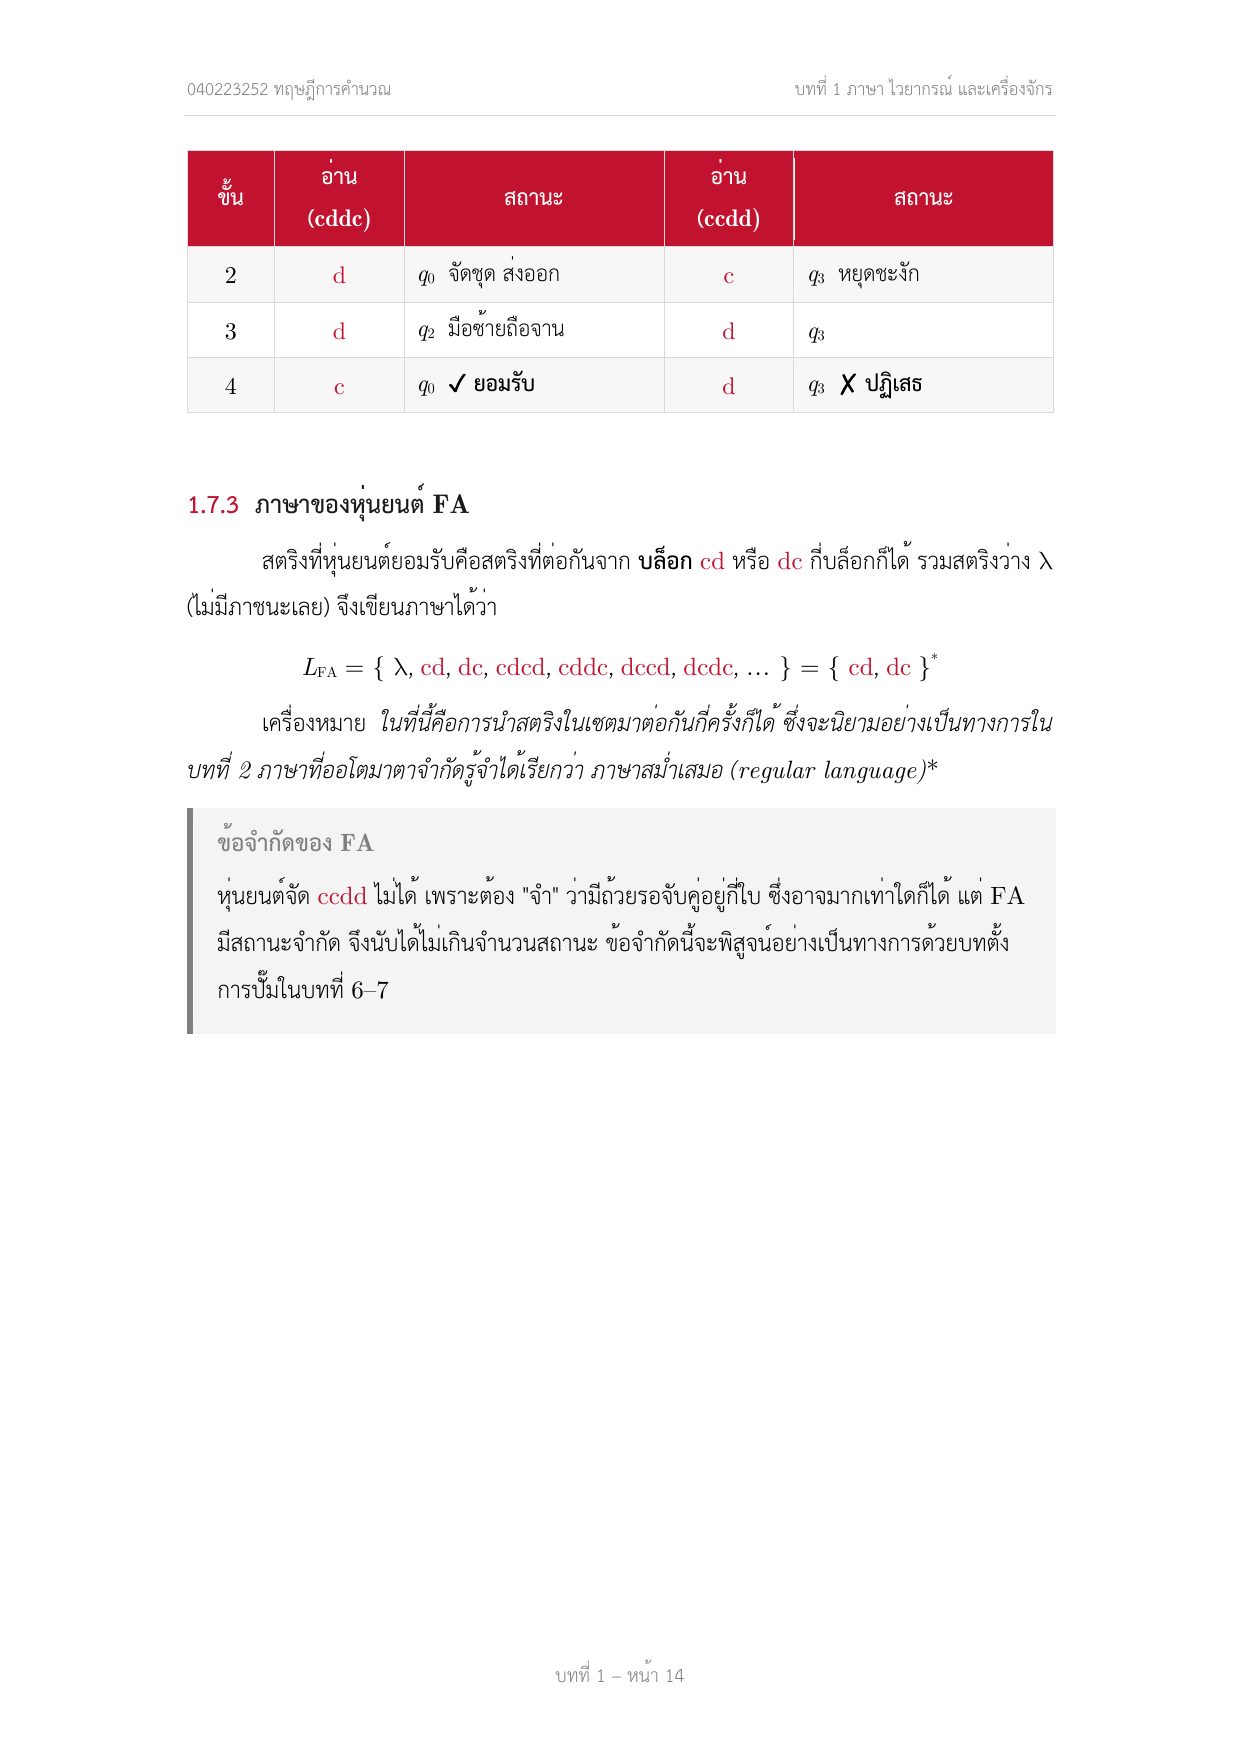 040223252 ทฤษฎีการคำนวณ บทที่ 1 ภาษา ไวยากรณ์ และเครื่องจักร
ขั้น อ่าน (cddc) สถานะ อ่าน (ccdd) สถานะ
2 d q₀ จัดชุด ส่งออก c q₃ หยุดชะงัก
3 d q₂ มือซ้ายถือจาน d q₃
4 c q₀ ✓ ยอมรับ d q₃ ✗ ปฏิเสธ
1.7.3 ภาษาของหุ่นยนต์ FA
สตริงที่หุ่นยนต์ยอมรับคือสตริงที่ต่อกันจาก บล็อก cd หรือ dc กี่บล็อกก็ได้ รวมสตริงว่าง λ
(ไม่มีภาชนะเลย) จึงเขียนภาษาได้ว่า
L_FA = { λ, cd, dc, cdcd, cddc, dccd, dcdc, … } = { cd, dc }*
เครื่องหมาย ในที่นี้คือการนำสตริงในเซตมาต่อกันกี่ครั้งก็ได้ ซึ่งจะนิยามอย่างเป็นทางการใน
บทที่ 2 ภาษาที่ออโตมาตาจำกัดรู้จำได้เรียกว่า ภาษาสม่ำเสมอ (regular language)*
ข้อจำกัดของ FA
หุ่นยนต์จัด ccdd ไม่ได้ เพราะต้อง "จำ" ว่ามีถ้วยรอจับคู่อยู่กี่ใบ ซึ่งอาจมากเท่าใดก็ได้ แต่ FA
มีสถานะจำกัด จึงนับได้ไม่เกินจำนวนสถานะ ข้อจำกัดนี้จะพิสูจน์อย่างเป็นทางการด้วยบทตั้ง
การปั๊มในบทที่ 6–7
บทที่ 1 – หน้า 14